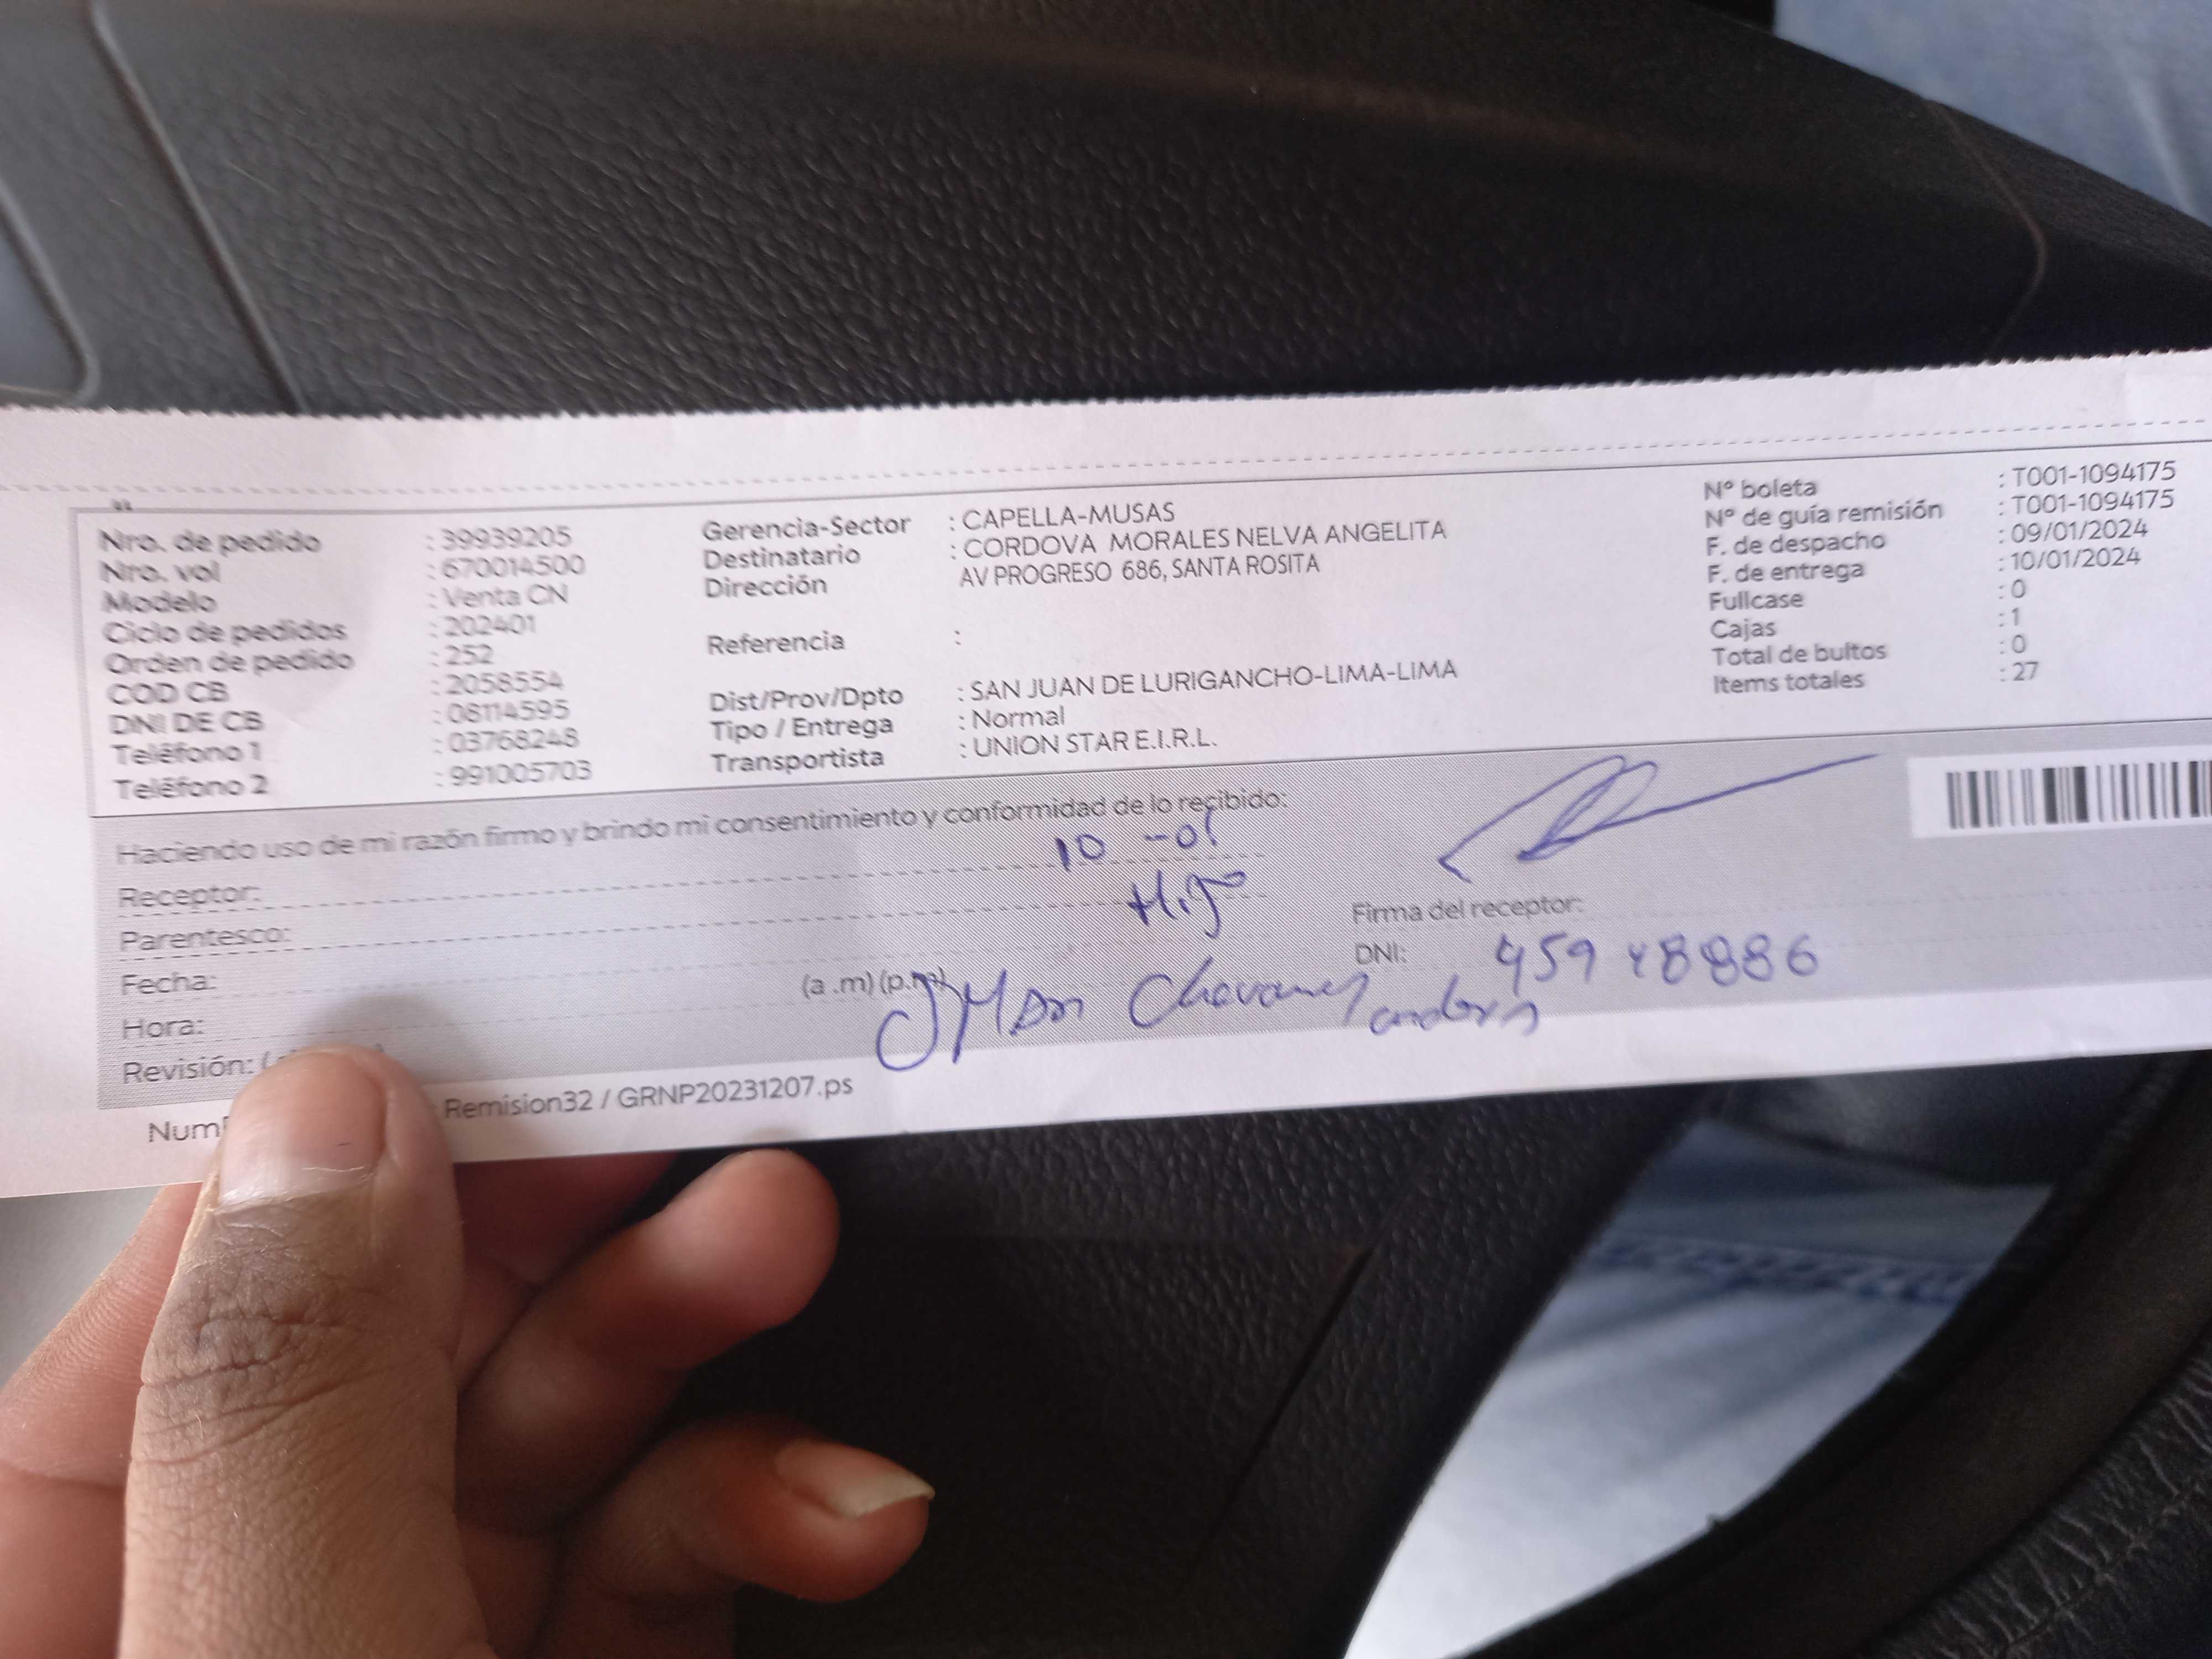 Nro. de pedido : 39939205
Nro. vol : 670014500
Modelo : Venta CN
Ciclo de pedidos : 202401
Orden de pedido : 252
COD CB : 2058554
DNI DE CB : 08114595
Teléfono 1 : 03768248
Teléfono 2 : 991005703
Gerencia-Sector : CAPELLA-MUSAS
Destinatario : CORDOVA MORALES NELVA ANGELITA
Dirección AV PROGRESO 686, SANTA ROSITA
Referencia :
Dist/Prov/Dpto : SAN JUAN DE LURIGANCHO-LIMA-LIMA
Tipo / Entrega : Normal
Transportista : UNION STAR E.I.R.L.
N° boleta : T001-1094175
N° de guía remisión : T001-1094175
F. de despacho : 09/01/2024
F. de entrega : 10/01/2024
Fullcase : 0
Cajas : 1
Total de bultos : 0
Items totales : 27
Haciendo uso de mi razón firmo y brindo mi consentimiento y conformidad de lo recibido:
Receptor: 10-01
Parentesco: Hijo
Fecha:
Hora: (a .m) (p.m)
Revisión: (
Firma del receptor:
DNI:
Remision32 / GRNP20231207.ps